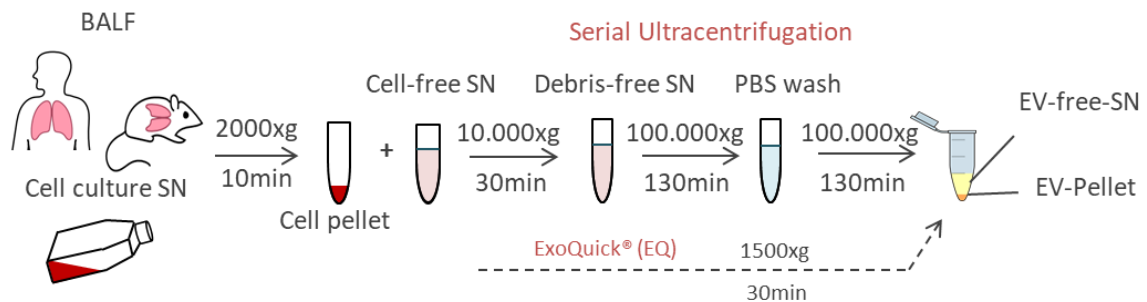 BALF
Serial Ultracentrifugation
Cell-free SN
Debris-free SN
PBS wash
EV-free-SN
2000xg
10.000xg
100.000xg
100.000xg
+
10min
30min
130min
130min
EV-Pellet
Cell culture SN
Cell pellet
ExoQuick® (EQ)
1500xg
30min